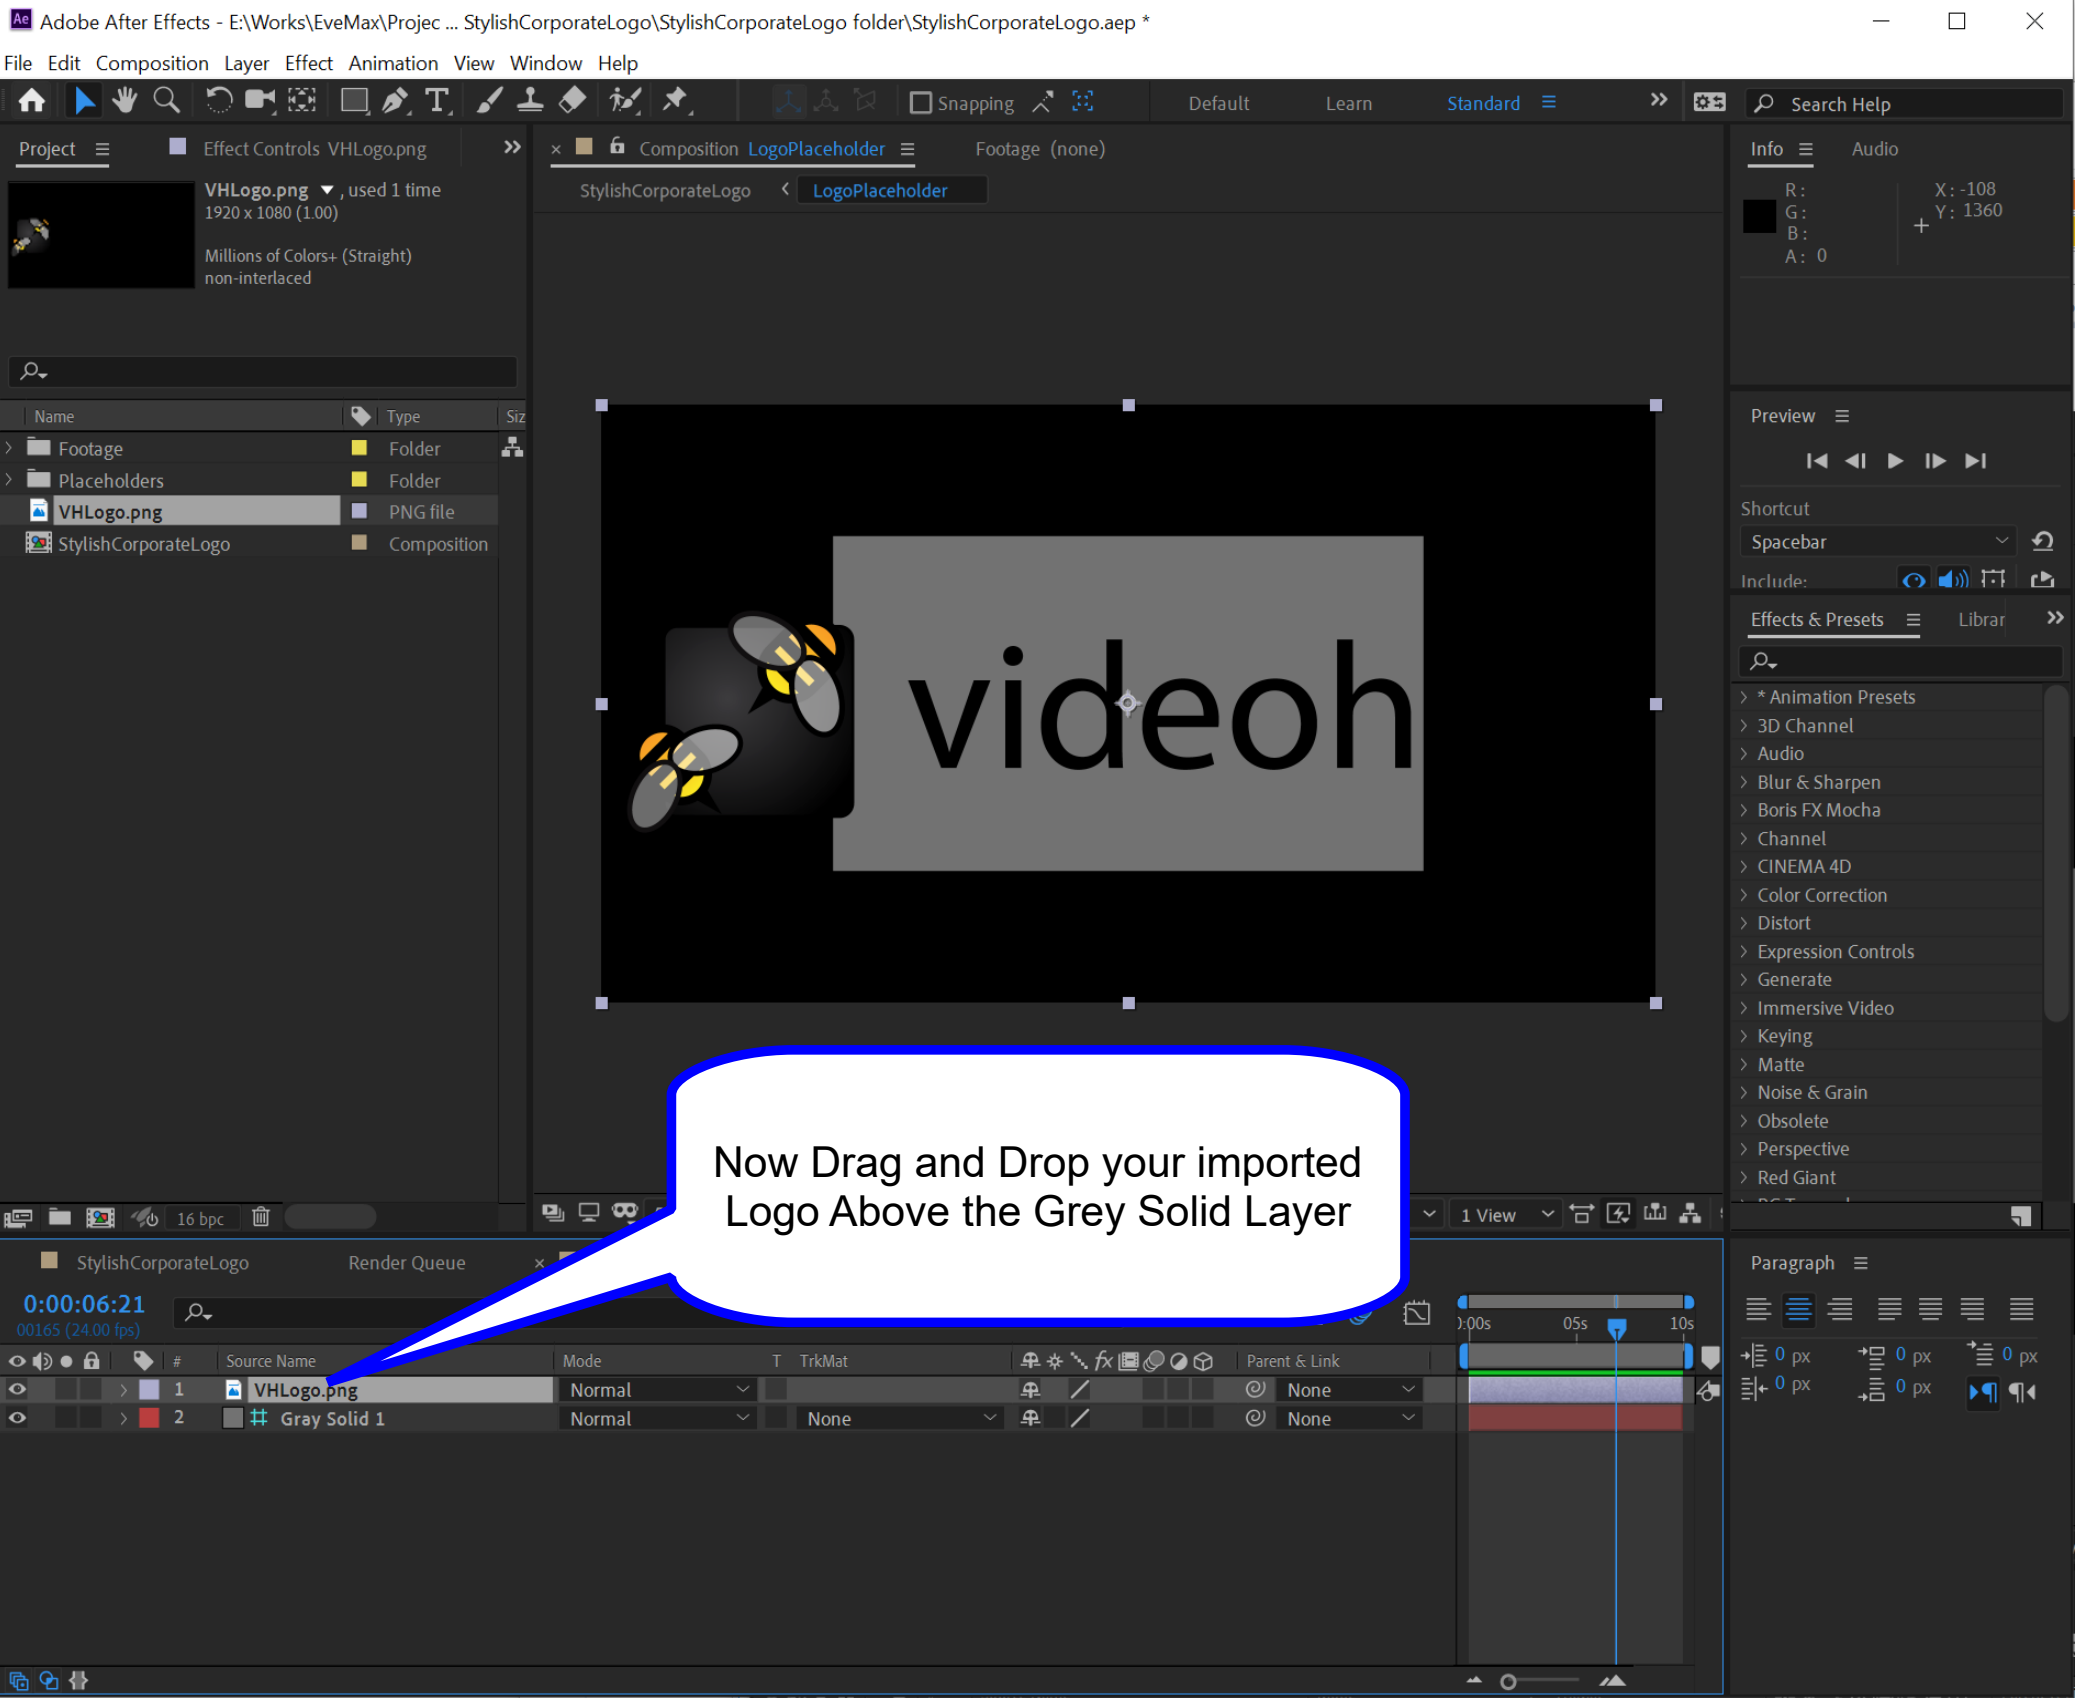 Adobe After Effects - E:\Works\EveMax\Projec ... StylishCorporateLogo\StylishCorporateLogo folder\StylishCorporateLogo.aep *
File Edit Composition Layer Effect Animation View Window Help
Snapping
Default Learn Standard
Search Help
Project
Effect Controls VHLogo.png
VHLogo.png , used 1 time
1920 x 1080 (1.00)
Millions of Colors+ (Straight)
non-interlaced
Name Type Siz
Footage Folder
Placeholders Folder
VHLogo.png PNG file
StylishCorporateLogo Composition
16 bpc
Composition LogoPlaceholder
Footage (none)
StylishCorporateLogo LogoPlaceholder
videoh
Now Drag and Drop your imported
Logo Above the Grey Solid Layer
1 View
Info Audio
R: X: -108
G: Y: 1360
B:
A: 0
Preview
Shortcut
Spacebar
Include:
Effects & Presets Librar
* Animation Presets
3D Channel
Audio
Blur & Sharpen
Boris FX Mocha
Channel
CINEMA 4D
Color Correction
Distort
Expression Controls
Generate
Immersive Video
Keying
Matte
Noise & Grain
Obsolete
Perspective
Red Giant
StylishCorporateLogo Render Queue
0:00:06:21
00165 (24.00 fps)
# Source Name Mode T TrkMat Parent & Link
1 VHLogo.png Normal None
2 Gray Solid 1 Normal None None
):00s 05s 10s
Paragraph
0 px 0 px 0 px
0 px 0 px